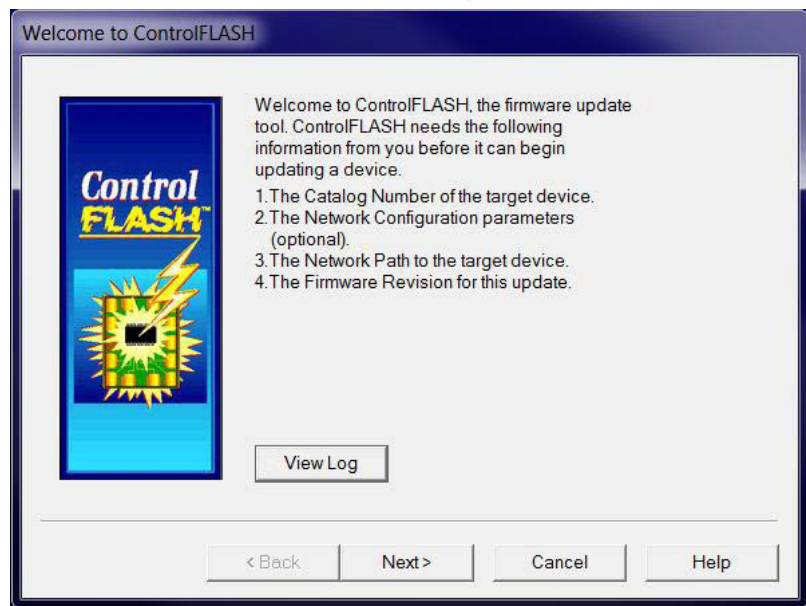 Welcome to ControlFLASH
Control
FLASH™
Welcome to ControlFLASH, the firmware update
tool. ControlFLASH needs the following
information from you before it can begin
updating a device.
1.The Catalog Number of the target device.
2.The Network Configuration parameters
(optional).
3.The Network Path to the target device.
4.The Firmware Revision for this update.
View Log
< Back
Next >
Cancel
Help